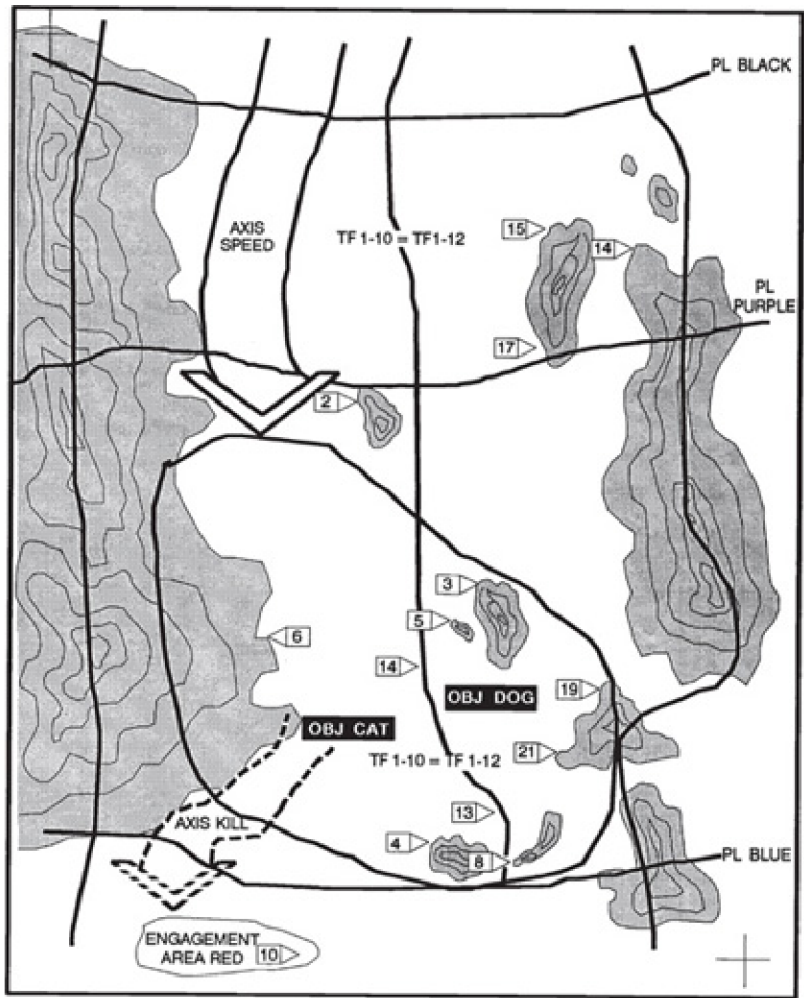 PL BLACK
AXIS
SPEED
TF 1-10 = TF1-12
15
14
PL
PURPLE
17
2
3
5
6
14
OBJ DOG
19
OBJ CAT
21
TF 1-10 = TF 1-12
13
AXIS KILL
4
8
PL BLUE
ENGAGEMENT
AREA RED
10